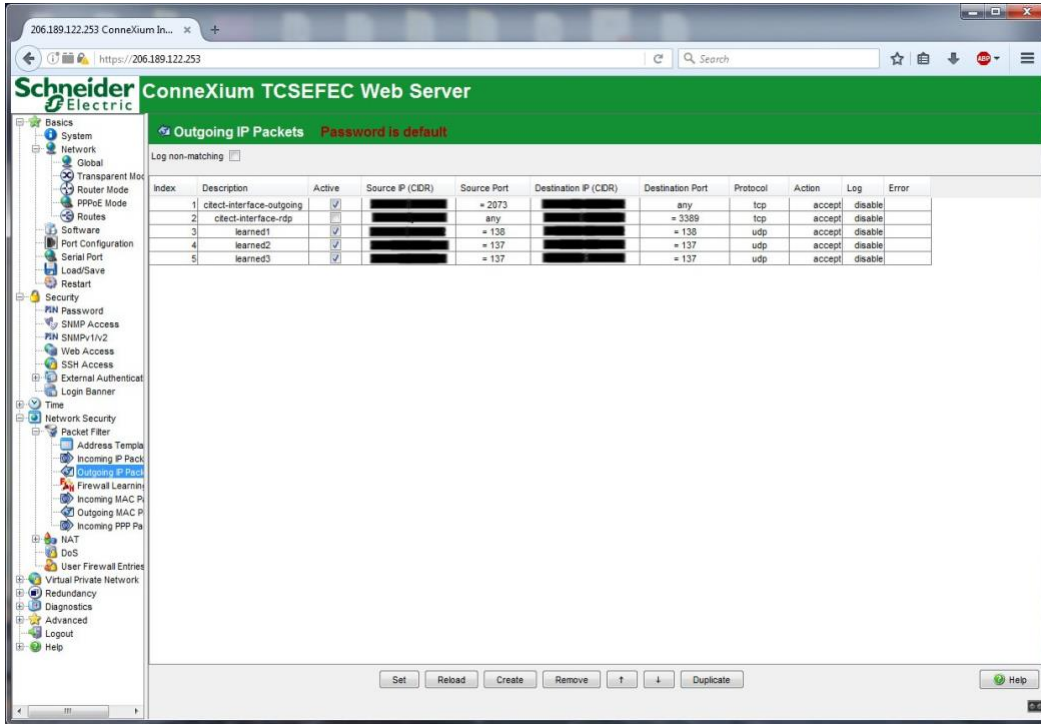 206.189.122.253 ConneXium In...
https://206.189.122.253
Search
ABP
Schneider Electric
ConneXium TCSEFEC Web Server
Basics
System
Network
Global
Transparent Mod
Router Mode
PPPoE Mode
Routes
Software
Port Configuration
Serial Port
Load/Save
Restart
Security
Password
SNMP Access
SNMPv1/v2
Web Access
SSH Access
External Authenticat
Login Banner
Time
Network Security
Packet Filter
Address Templa
Incoming IP Pack
Outgoing IP Pack
Firewall Learning
Incoming MAC Pa
Outgoing MAC P
Incoming PPP Pa
NAT
DoS
User Firewall Entries
Virtual Private Network
Redundancy
Diagnostics
Advanced
Logout
Help
Outgoing IP Packets Password is default
Log non-matching
Index Description Active Source IP (CIDR) Source Port Destination IP (CIDR) Destination Port Protocol Action Log Error
1 citect-interface-outgoing = 2073 any tcp accept disable
2 citect-interface-rdp any = 3389 tcp accept disable
3 learned1 = 138 = 138 udp accept disable
4 learned2 = 137 = 137 udp accept disable
5 learned3 = 137 = 137 udp accept disable
Set Reload Create Remove ↑ ↓ Duplicate Help